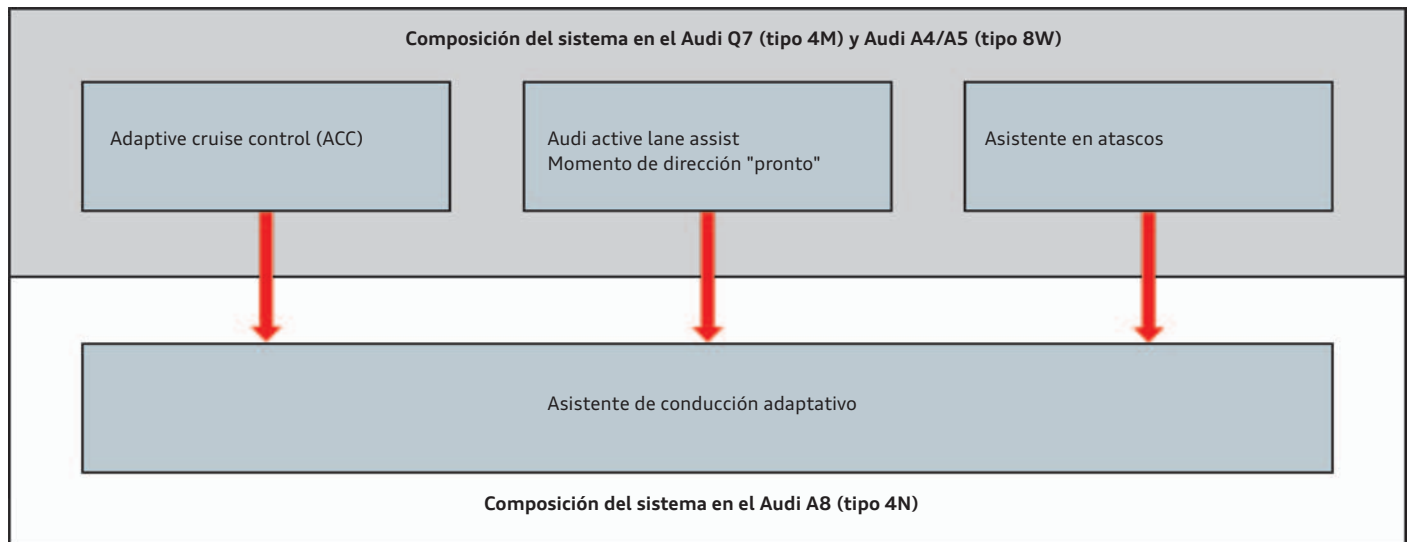 Composición del sistema en el Audi Q7 (tipo 4M) y Audi A4/A5 (tipo 8W)
Adaptive cruise control (ACC)
Audi active lane assist
Momento de dirección "pronto"
Asistente en atascos
Asistente de conducción adaptativo
Composición del sistema en el Audi A8 (tipo 4N)